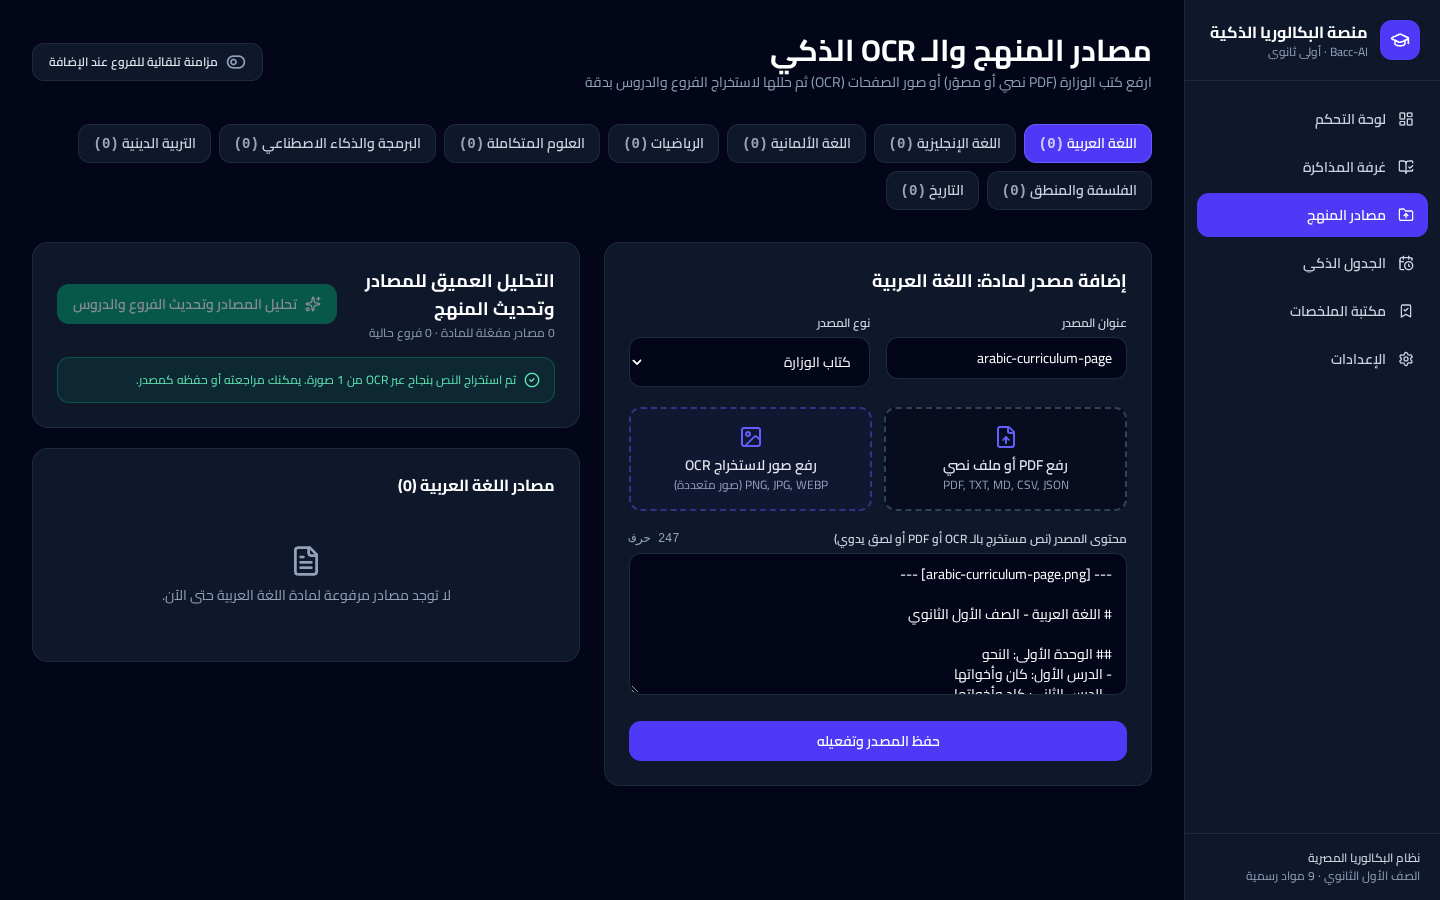 منصة البكالوريا الذكية
Bacc-AI · أولى ثانوى
لوحة التحكم
غرفة المذاكرة
مصادر المنهج
الجدول الذكي
مكتبة الملخصات
الإعدادات
نظام البكالوريا المصرية
الصف الأول الثانوي · 9 مواد رسمية
مصادر المنهج والـ OCR الذكي
ارفع كتب الوزارة (PDF نصي أو مصوّر) أو صور الصفحات (OCR) ثم حللها لاستخراج الفروع والدروس بدقة
مزامنة تلقائية للفروع عند الإضافة
اللغة العربية (0)
اللغة الإنجليزية (0)
اللغة الألمانية (0)
الرياضيات (0)
العلوم المتكاملة (0)
البرمجة والذكاء الاصطناعي (0)
التربية الدينية (0)
الفلسفة والمنطق (0)
التاريخ (0)
إضافة مصدر لمادة: اللغة العربية
عنوان المصدر
arabic-curriculum-page
نوع المصدر
كتاب الوزارة
رفع PDF أو ملف نصي
PDF, TXT, MD, CSV, JSON
رفع صور لاستخراج OCR
PNG, JPG, WEBP (صور متعددة)
محتوى المصدر (نص مستخرج بالـ OCR أو PDF أو لصق يدوي)
247 حرف
--- [arabic-curriculum-page.png] ---
# اللغة العربية - الصف الأول الثانوي
## الوحدة الأولى: النحو
- الدرس الأول: كان وأخواتها
- الدرس الثاني: كاد وأخواتها
حفظ المصدر وتفعيله
التحليل العميق للمصادر
وتحديث المنهج
0 مصادر مفعّلة للمادة · 0 فروع حالية
تحليل المصادر وتحديث الفروع والدروس
تم استخراج النص بنجاح عبر OCR من 1 صورة. يمكنك مراجعته أو حفظه كمصدر.
مصادر اللغة العربية (0)
لا توجد مصادر مرفوعة لمادة اللغة العربية حتى الآن.